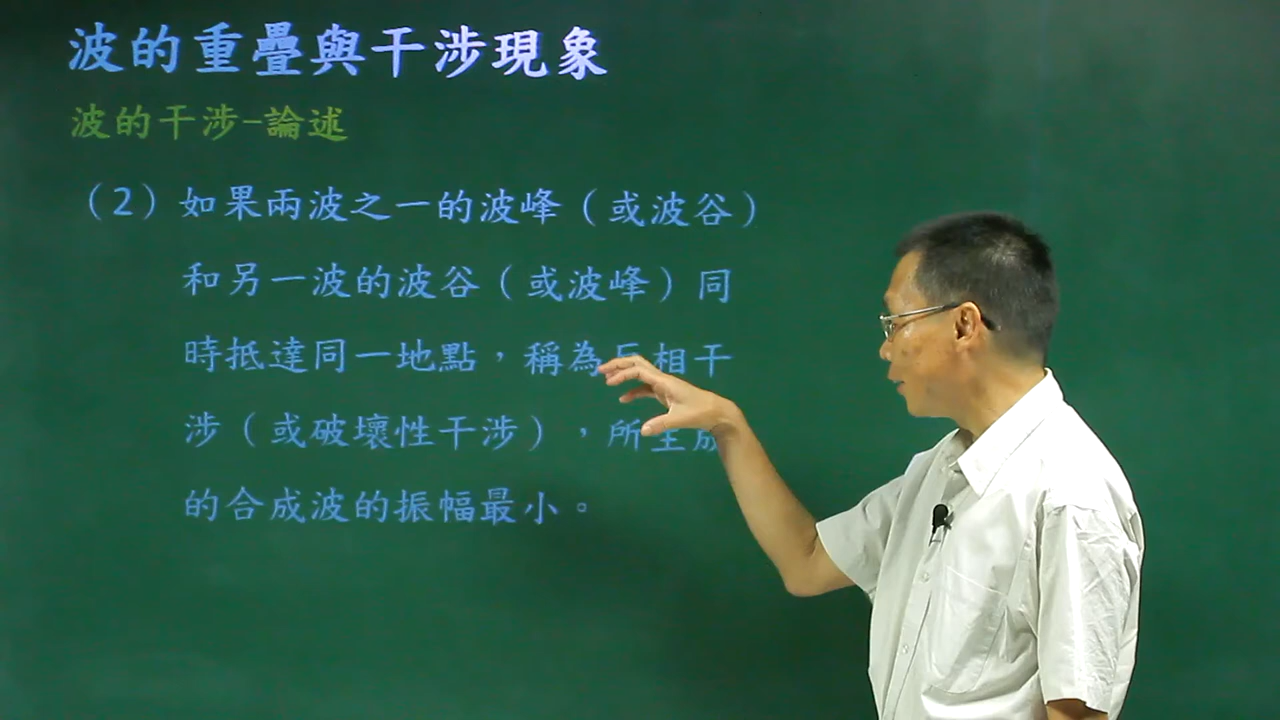 波的重疊與干涉現象
波的干涉-論述
（2）如果兩波之一的波峰（或波谷）
和另一波的波谷（或波峰）同
時抵達同一地點，稱為反相干
涉（或破壞性干涉），所生成
的合成波的振幅最小。